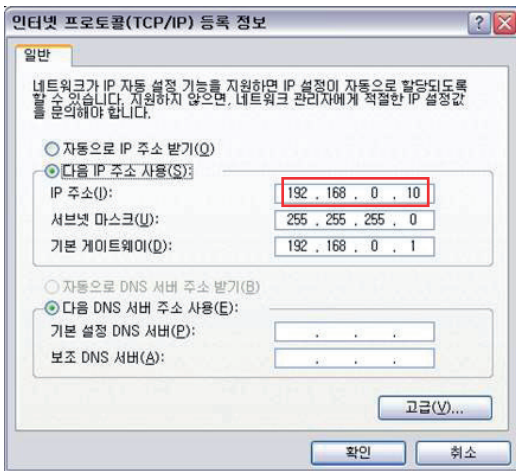 인터넷 프로토콜(TCP/IP) 등록 정보
일반
네트워크가 IP 자동 설정 기능을 지원하면 IP 설정이 자동으로 할당되도록
할 수 있습니다. 지원하지 않으면, 네트워크 관리자에게 적절한 IP 설정값
을 문의해야 합니다.
자동으로 IP 주소 받기(O)
다음 IP 주소 사용(S):
IP 주소(I): 192 . 168 . 0 . 10
서브넷 마스크(U): 255 . 255 . 255 . 0
기본 게이트웨이(D): 192 . 168 . 0 . 1
자동으로 DNS 서버 주소 받기(B)
다음 DNS 서버 주소 사용(E):
기본 설정 DNS 서버(P): . . .
보조 DNS 서버(A): . . .
고급(V)...
확인 취소